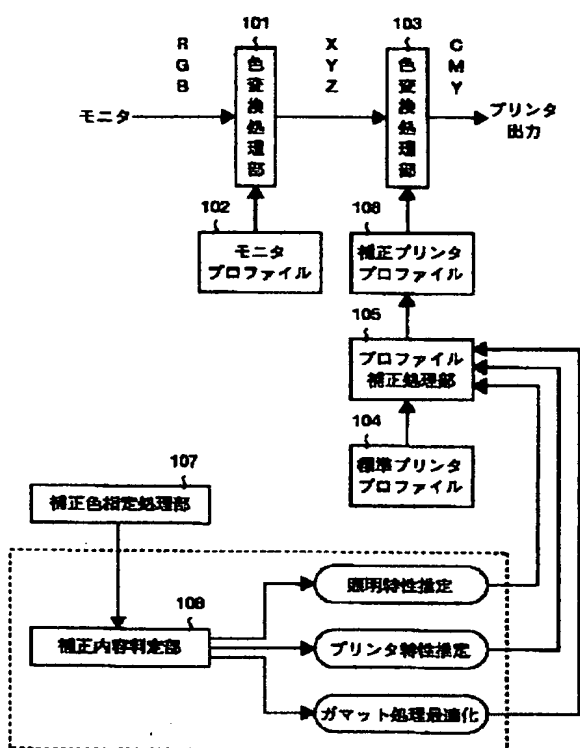 101
103
R
G
B
X
Y
Z
C
M
Y
色変換処理部
色変換処理部
モニタ
プリンタ
出力
102
モニタ
プロファイル
106
補正プリンタ
プロファイル
105
プロファイル
補正処理部
104
標準プリンタ
プロファイル
107
補正色指定処理部
108
補正内容判定部
照明特性推定
プリンタ特性推定
ガマット処理最適化